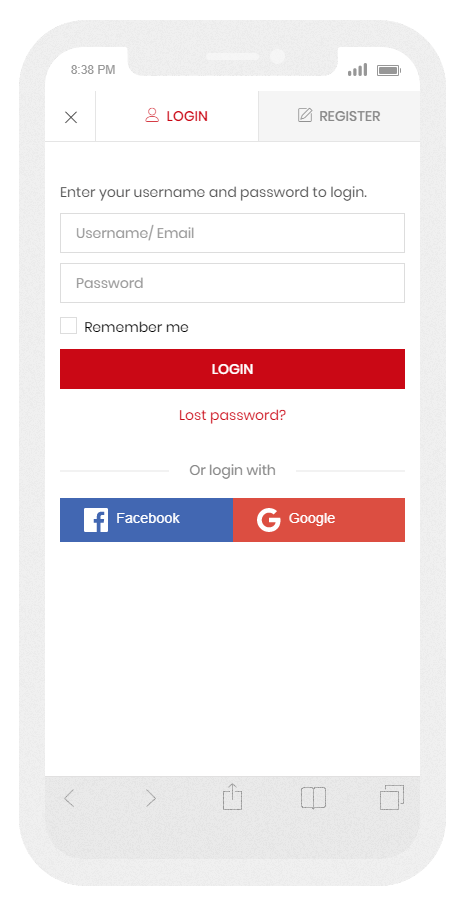 8:38 PM
LOGIN
REGISTER
Enter your username and password to login.
Username/ Email
Password
Remember me
LOGIN
Lost password?
Or login with
Facebook
Google